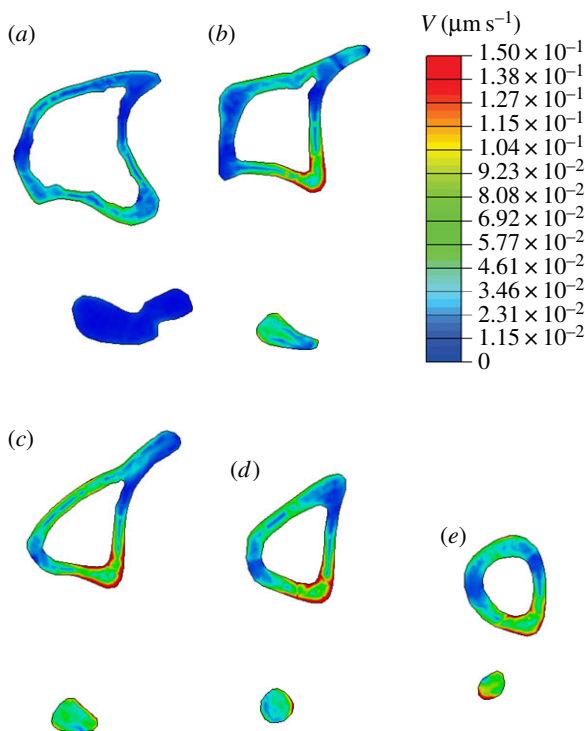 (a)
(b)
V (μm s⁻¹)
1.50 × 10⁻¹
1.38 × 10⁻¹
1.27 × 10⁻¹
1.15 × 10⁻¹
1.04 × 10⁻¹
9.23 × 10⁻²
8.08 × 10⁻²
6.92 × 10⁻²
5.77 × 10⁻²
4.61 × 10⁻²
3.46 × 10⁻²
2.31 × 10⁻²
1.15 × 10⁻²
0
(c)
(d)
(e)